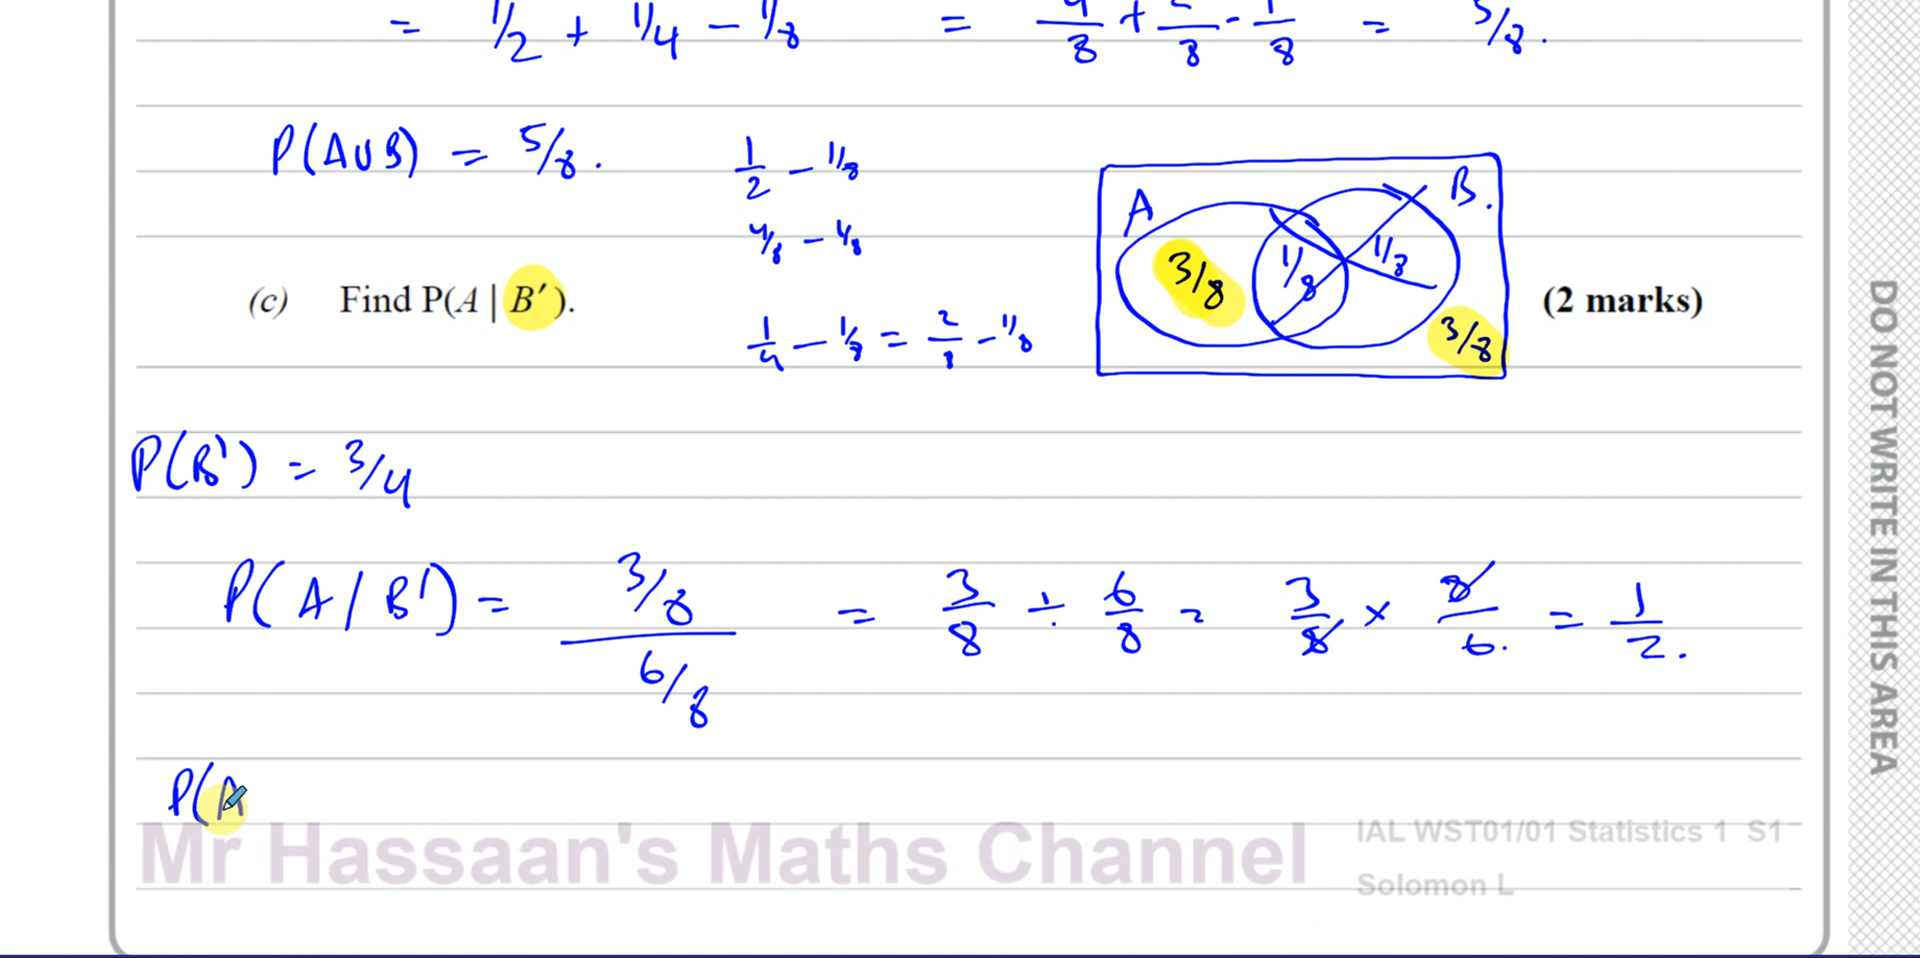 = 1/2 + 1/4 - 1/8 = 4/8 + 2/8 - 1/8 = 5/8.
P(A∪B) = 5/8.
1/2 - 1/8
4/8 - 1/8
A B.
3/8 1/8 1/8
3/8
(c) Find P(A | B′). (2 marks)
1/4 - 1/8 = 2/8 - 1/8
P(B') = 3/4
P(A/B') = 3/8 / 6/8 = 3/8 ÷ 6/8 = 3/8 × 8/6. = 1/2.
P(A
Mr Hassaan's Maths Channel
IAL WST01/01 Statistics 1 S1
Solomon L
DO NOT WRITE IN THIS AREA